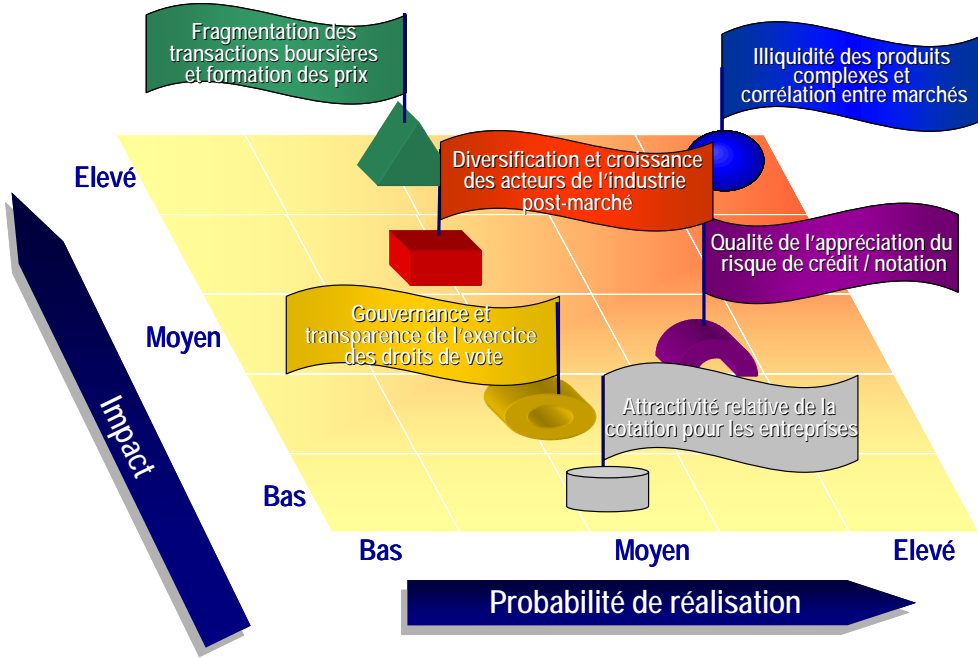 Fragmentation des
transactions boursières
et formation des prix
Illiquidité des produits
complexes et
corrélation entre marchés
Elevé
Diversification et croissance
des acteurs de l'industrie
post-marché
Qualité de l'appréciation du
risque de crédit / notation
Moyen
Gouvernance et
transparence de l'exercice
des droits de vote
Attractivité relative de la
cotation pour les entreprises
Impact
Bas
Bas
Moyen
Elevé
Probabilité de réalisation